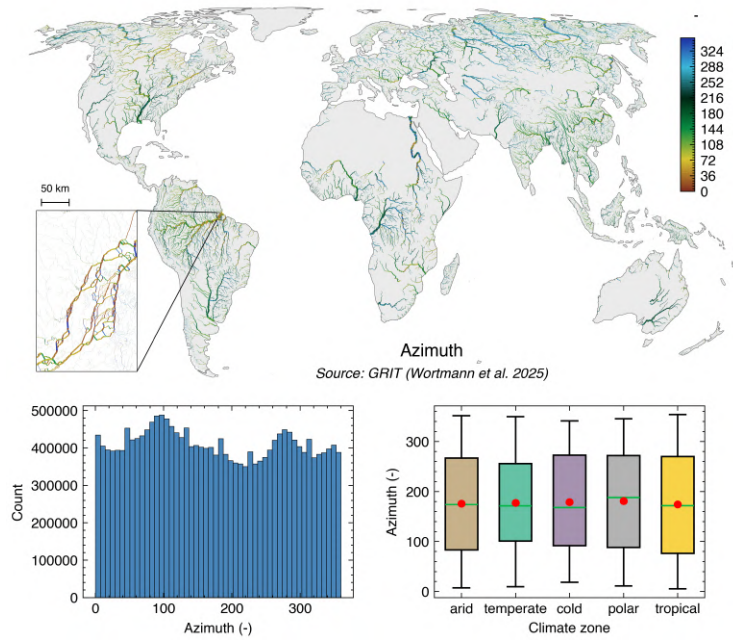 -
324
288
252
216
180
144
108
72
36
0
50 km
Azimuth
Source: GRIT (Wortmann et al. 2025)
500000
400000
300000
200000
100000
0
Count
0 100 200 300
Azimuth (-)
300
200
100
0
Azimuth (-)
arid temperate cold polar tropical
Climate zone